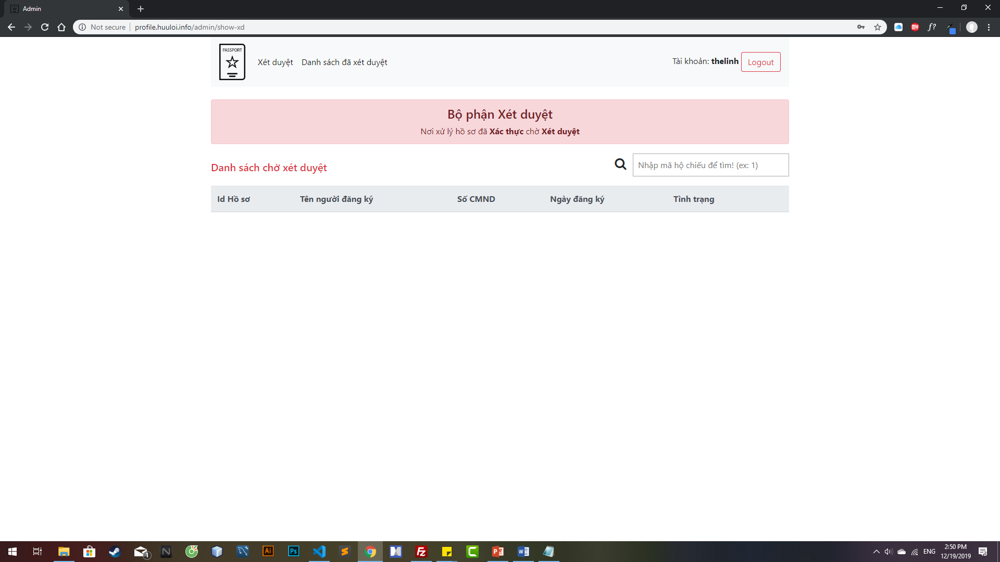 Admin
Not secure
profile.huuloi.info/admin/show-xd
MY
f?
PASSPORT
Xét duyệt
Danh sách đã xét duyệt
Tài khoản: thelinh
Logout
Bộ phận Xét duyệt
Nơi xử lý hồ sơ đã Xác thực chờ Xét duyệt
Danh sách chờ xét duyệt
Nhập mã hộ chiếu để tìm! (ex: 1)
Id Hồ sơ
Tên người đăng ký
Số CMND
Ngày đăng ký
Tình trạng
1
N
Ai
Ps
Fz
C
P
W
ENG
2:50 PM
12/19/2019